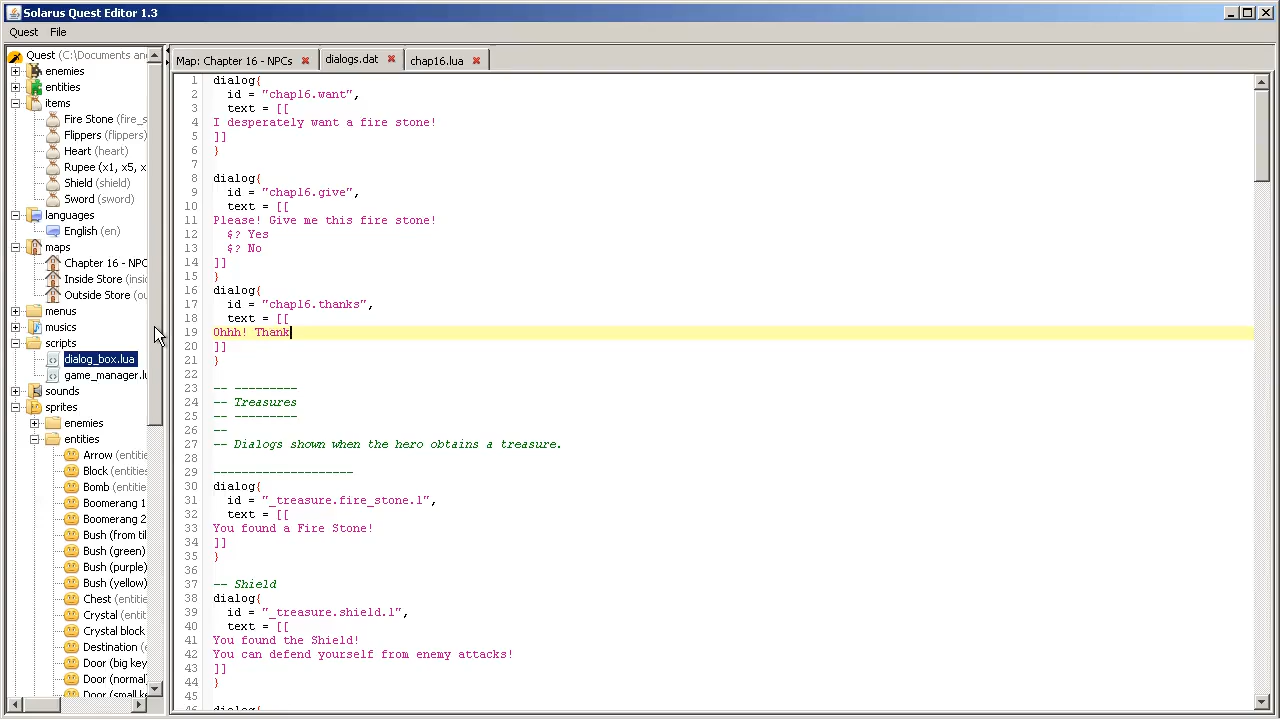 Solarus Quest Editor 1.3
Quest File
Quest (C:\Documents and
enemies
entities
items
Fire Stone (fire_s
Flippers (flippers)
Heart (heart)
Rupee (x1, x5, x
Shield (shield)
Sword (sword)
languages
English (en)
maps
Chapter 16 - NPC
Inside Store (insi
Outside Store (ou
menus
musics
scripts
dialog_box.lua
game_manager.lu
sounds
sprites
enemies
entities
Arrow (entitie
Block (entities
Bomb (entitie
Boomerang 1
Boomerang 2
Bush (from til
Bush (green)
Bush (purple)
Bush (yellow)
Chest (entitie
Crystal (entit
Crystal block
Destination (
Door (big key
Door (normal
Door (small ke
Map: Chapter 16 - NPCs dialogs.dat chap16.lua
1 dialog{
2 id = "chap16.want",
3 text = [[
4 I desperately want a fire stone!
5 ]]
6 }
7
8 dialog{
9 id = "chap16.give",
10 text = [[
11 Please! Give me this fire stone!
12 $? Yes
13 $? No
14 ]]
15 }
16 dialog{
17 id = "chap16.thanks",
18 text = [[
19 Ohhh! Thank
20 ]]
21 }
22
23 -- ---------
24 -- Treasures
25 -- ---------
26 --
27 -- Dialogs shown when the hero obtains a treasure.
28
29 --------------------
30 dialog{
31 id = "_treasure.fire_stone.1",
32 text = [[
33 You found a Fire Stone!
34 ]]
35 }
36
37 -- Shield
38 dialog{
39 id = "_treasure.shield.1",
40 text = [[
41 You found the Shield!
42 You can defend yourself from enemy attacks!
43 ]]
44 }
45
46 dialog{